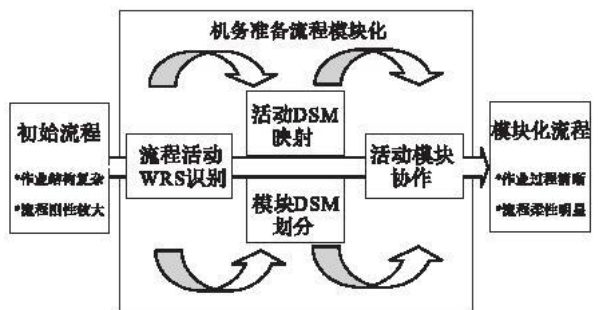 机务准备流程模块化
初始流程
*作业结构复杂
*流程刚性较大
流程活动
WRS识别
活动DSM
映射
模块DSM
划分
活动模块
协作
模块化流程
*作业过程清晰
*流程柔性明显